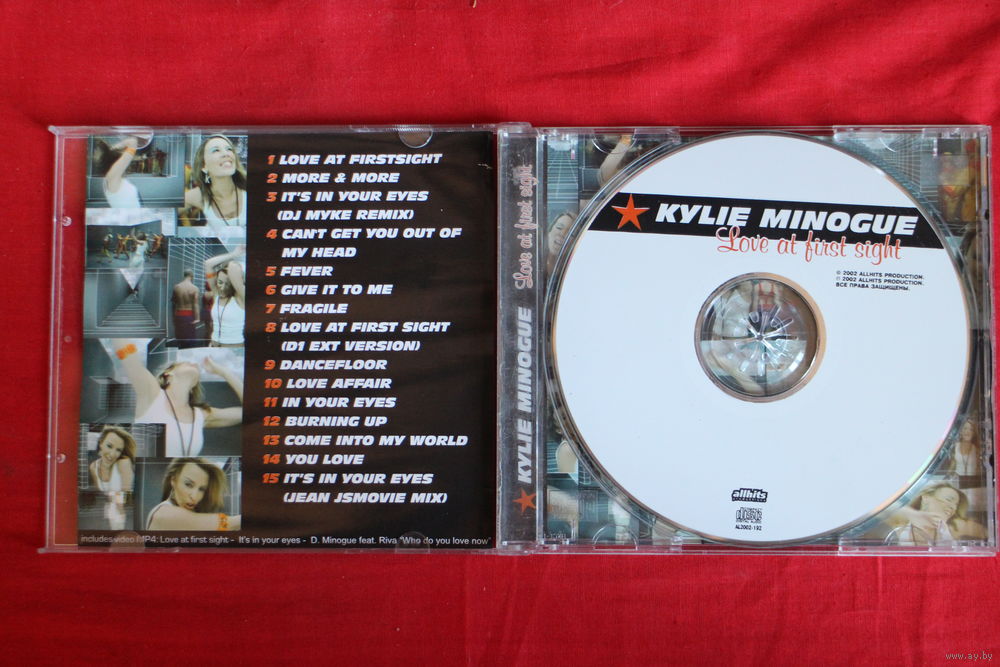 1 LOVE AT FIRSTSIGHT
2 MORE & MORE
3 IT'S IN YOUR EYES
(DJ MYKE REMIX)
4 CAN'T GET YOU OUT OF
MY HEAD
5 FEVER
6 GIVE IT TO ME
7 FRAGILE
8 LOVE AT FIRST SIGHT
(D1 EXT VERSION)
9 DANCEFLOOR
10 LOVE AFFAIR
11 IN YOUR EYES
12 BURNING UP
13 COME INTO MY WORLD
14 YOU LOVE
15 IT'S IN YOUR EYES
(JEAN JSMOVIE MIX)
includes video (MP4: Love at first sight - It's in your eyes - D. Minogue feat. Riva 'Who do you love now'
KYLIE MINOGUE Love at first sight
KYLIE MINOGUE
Love at first sight
© 2002 ALLHITS PRODUCTION.
© 2002 ALLHITS PRODUCTION.
ВСЕ ПРАВА ЗАЩИЩЕНЫ.
allhits
COMPACT
disc
DIGITAL AUDIO
AL2002-192
www.ay.by